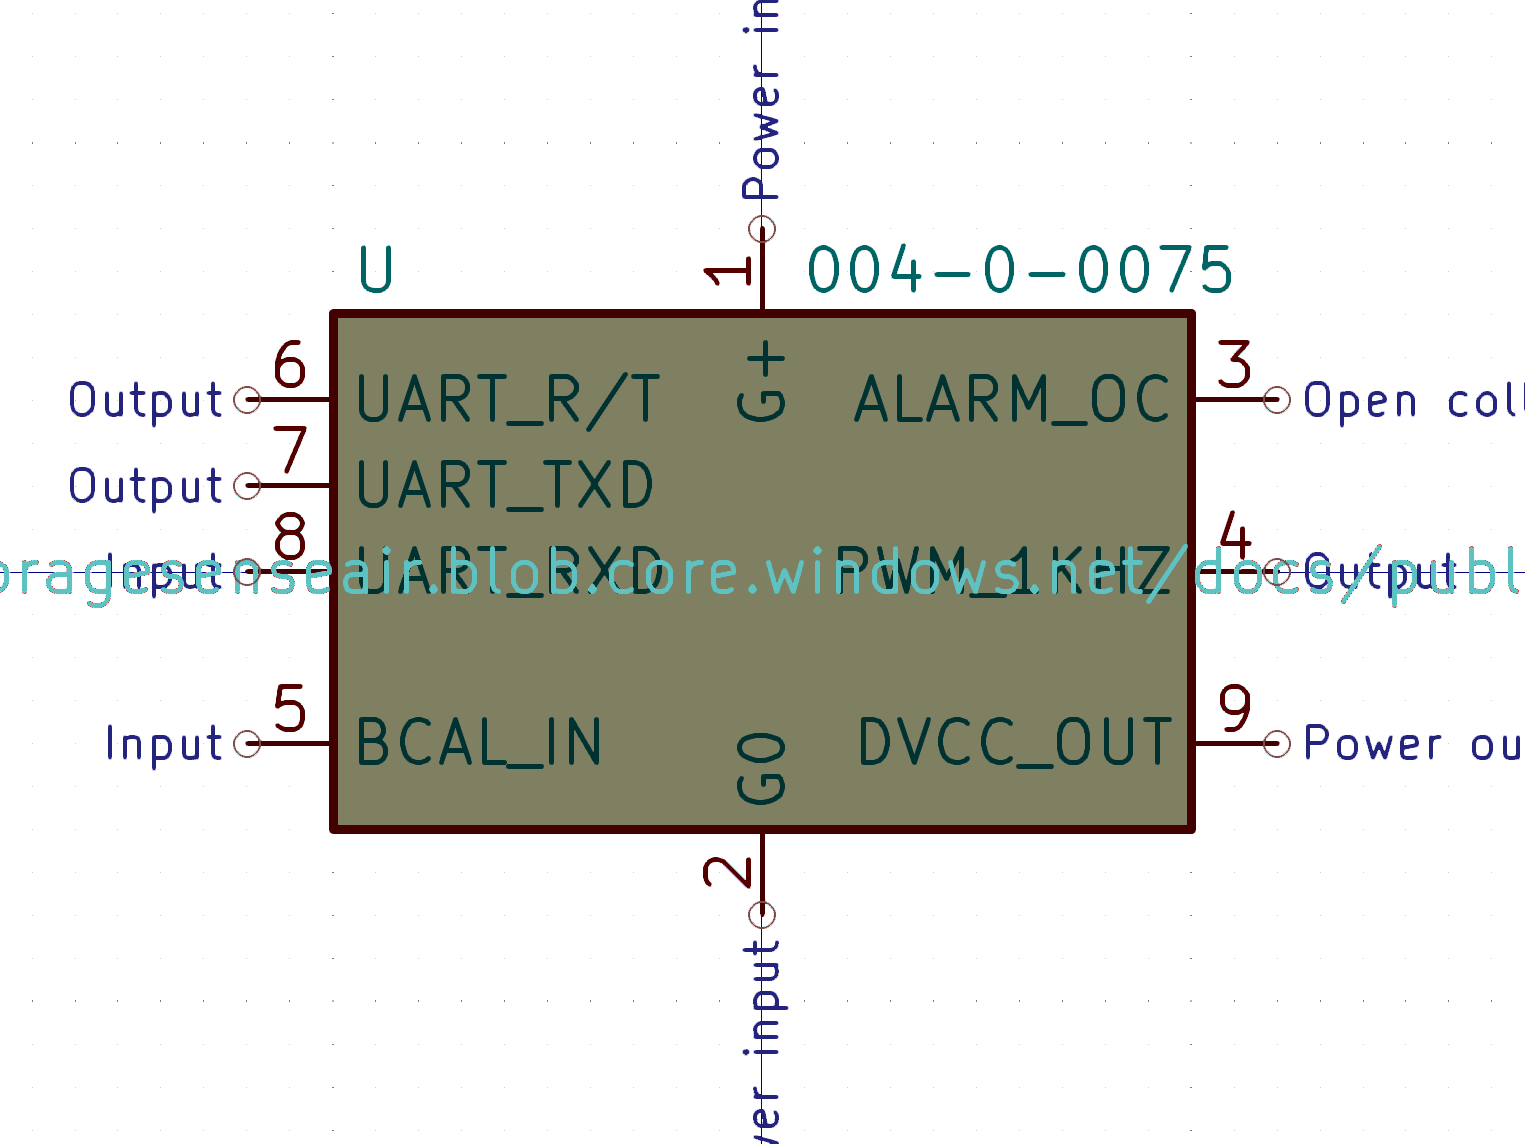 Power in
U
1
004-0-0075
6
G+
3
Output
UART_R/T
ALARM_OC
Open coll
7
Output
UART_TXD
8
4
Input
UART_RXD
PWM_1KHZ
Output
oragesenseair.blob.core.windows.net/docs/publ
5
9
Input
BCAL_IN
G0
DVCC_OUT
Power ou
2
wer input